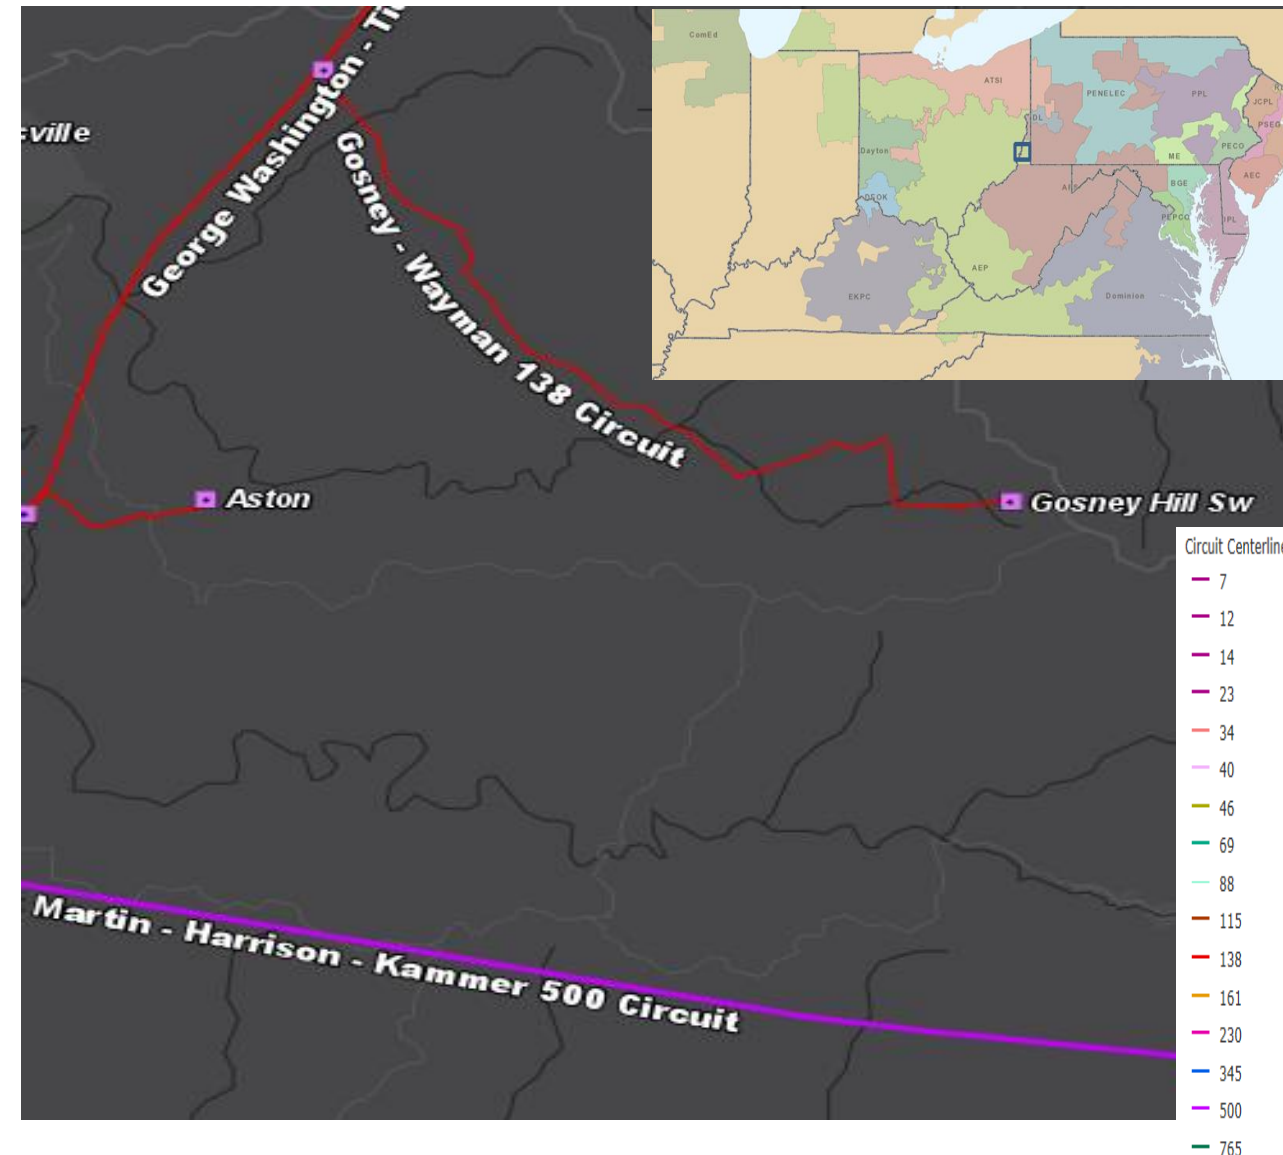 George Washington - Ti
:ville
Gosney - Wayman 138 Circuit
Aston
Gosney Hill Sw
Martin - Harrison - Kammer 500 Circuit
ComEd
ATSI
PENELEC
PPL
JCPL
DL
PSEG
Dayton
PECO
ME
AEC
BGE
DEOK
PEPCO
DPL
AEP
EKPC
Dominion
Circuit Centerline
7
12
14
23
34
40
46
69
88
115
138
161
230
345
500
765